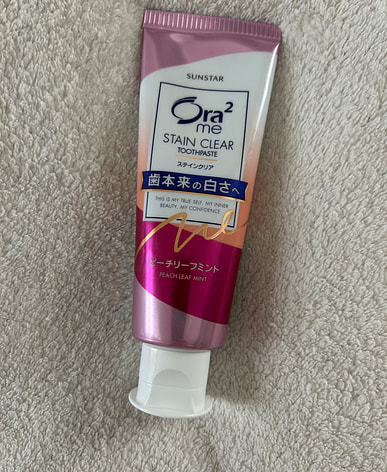 SUNSTAR
Ora²
me
STAIN CLEAR
TOOTHPASTE
ステインクリア
歯本来の白さへ
THIS IS MY TRUE SELF, MY INNER
BEAUTY, MY CONFIDENCE
me
ピーチリーフミント
PEACH LEAF MINT